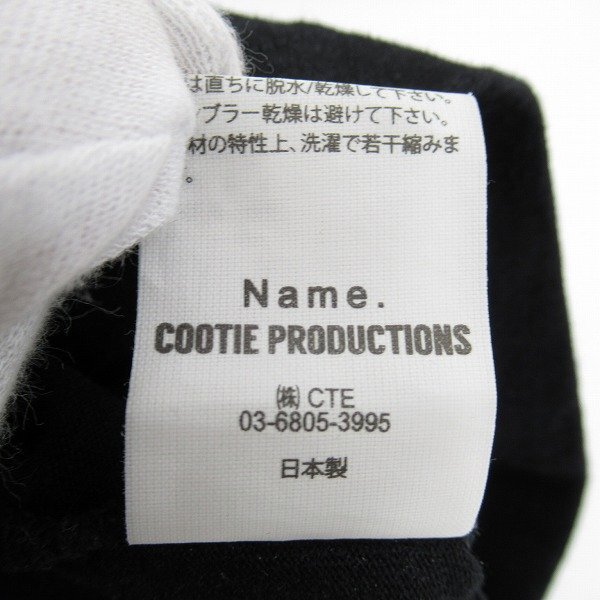 は直ちに脱水/乾燥して下さい。
ンブラー乾燥は避けて下さい。
材の特性上、洗濯で若干縮みま
。
Name.
COOTIE PRODUCTIONS
㈱ CTE
03-6805-3995
日本製